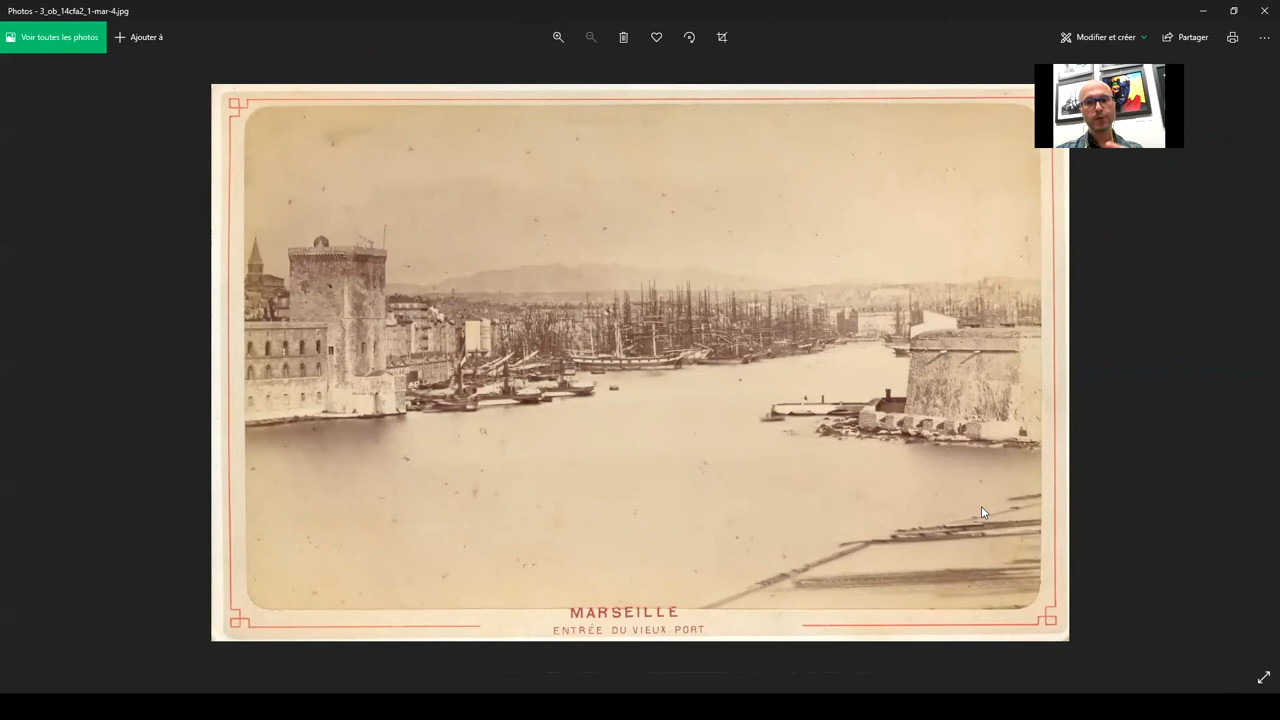 Photos - 3_ob_14cfa2_1-mar-4.jpg
Voir toutes les photos
Ajouter à
Modifier et créer
Partager
MARSEILLE
ENTRÉE DU VIEUX PORT